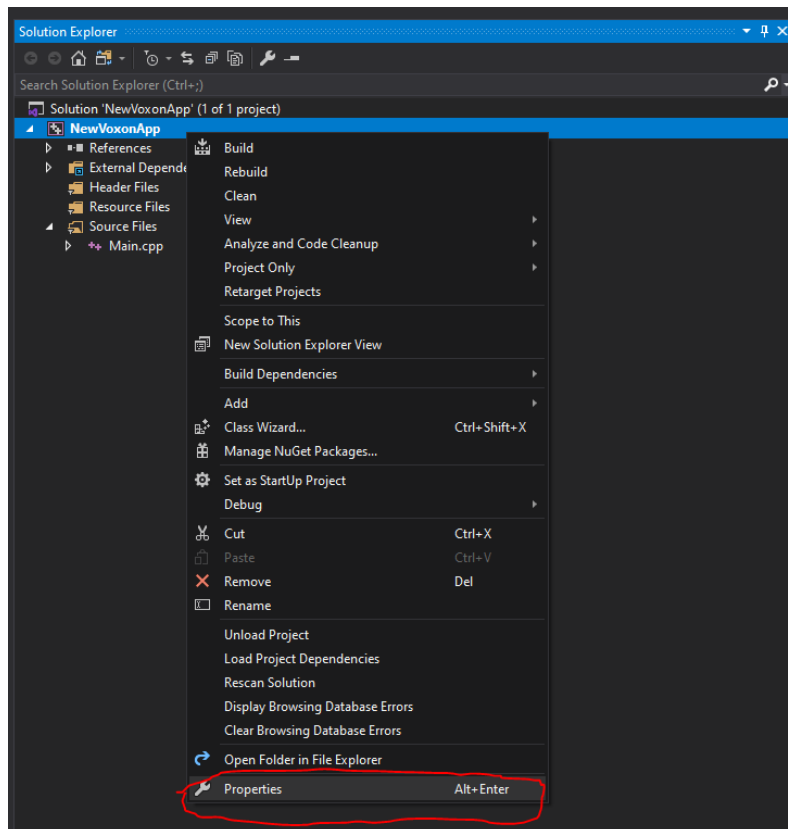 Solution Explorer
Search Solution Explorer (Ctrl+;)
Solution 'NewVoxonApp' (1 of 1 project)
NewVoxonApp
References
External Depende
Header Files
Resource Files
Source Files
Main.cpp
Build
Rebuild
Clean
View
Analyze and Code Cleanup
Project Only
Retarget Projects
Scope to This
New Solution Explorer View
Build Dependencies
Add
Class Wizard... Ctrl+Shift+X
Manage NuGet Packages...
Set as StartUp Project
Debug
Cut Ctrl+X
Paste Ctrl+V
Remove Del
Rename
Unload Project
Load Project Dependencies
Rescan Solution
Display Browsing Database Errors
Clear Browsing Database Errors
Open Folder in File Explorer
Properties Alt+Enter